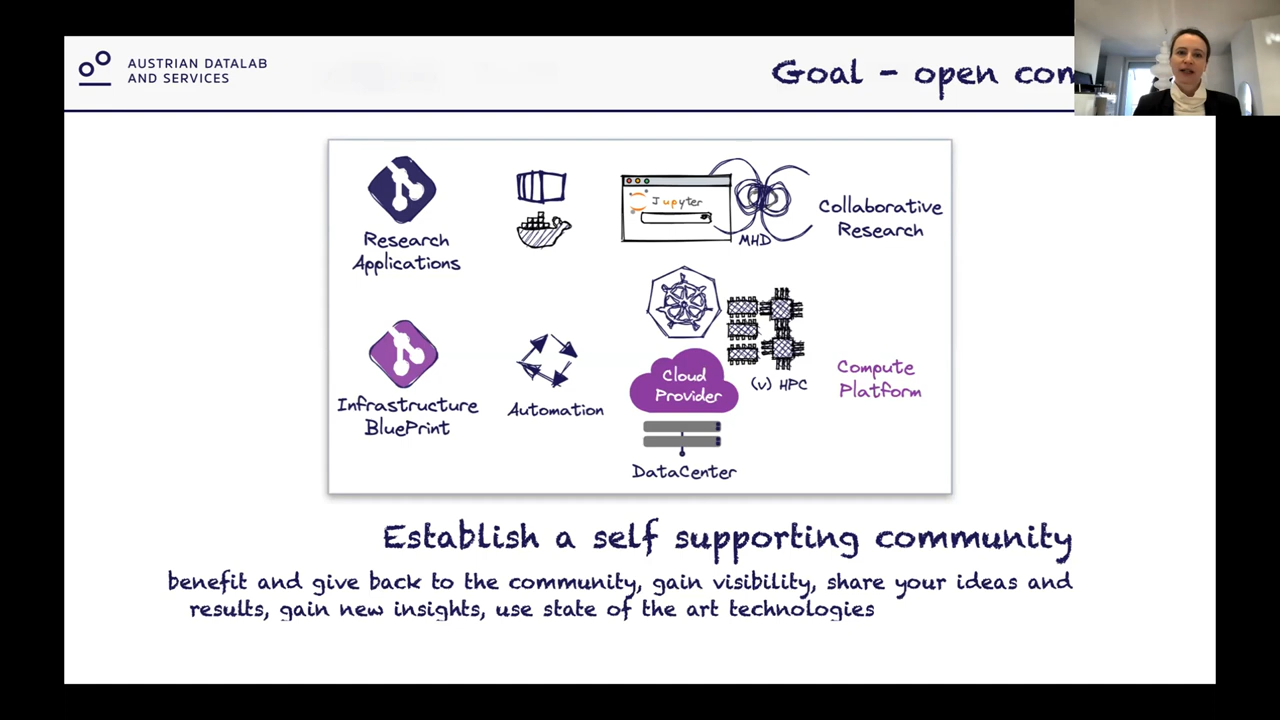 AUSTRIAN DATALAB
AND SERVICES
Goal - open com
Research
Applications
Jupyter
MHD
Collaborative
Research
Infrastructure
BluePrint
Automation
Cloud
Provider
(v) HPC
DataCenter
Compute
Platform
Establish a self supporting community
benefit and give back to the community, gain visibility, share your ideas and
results, gain new insights, use state of the art technologies